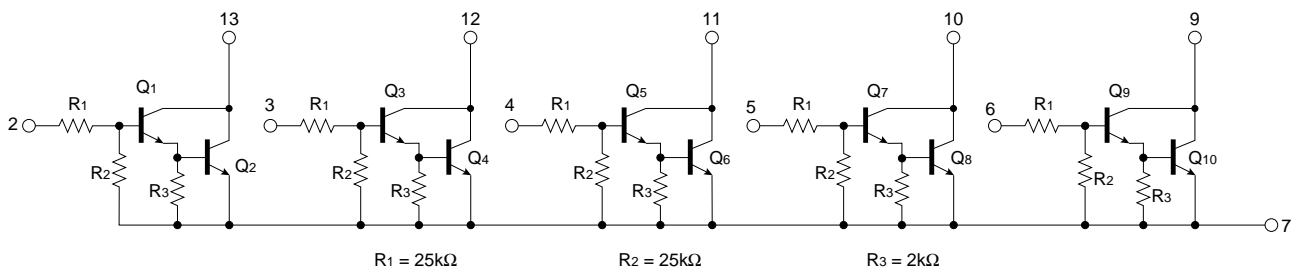 13 12 11 10 9
Q1 Q3 Q5 Q7 Q9
2 R1 3 R1 4 R1 5 R1 6 R1
Q2 Q4 Q6 Q8 Q10
R2 R3 R2 R3 R2 R3 R2 R3 R2 R3
7
R1 = 25kΩ R2 = 25kΩ R3 = 2kΩ